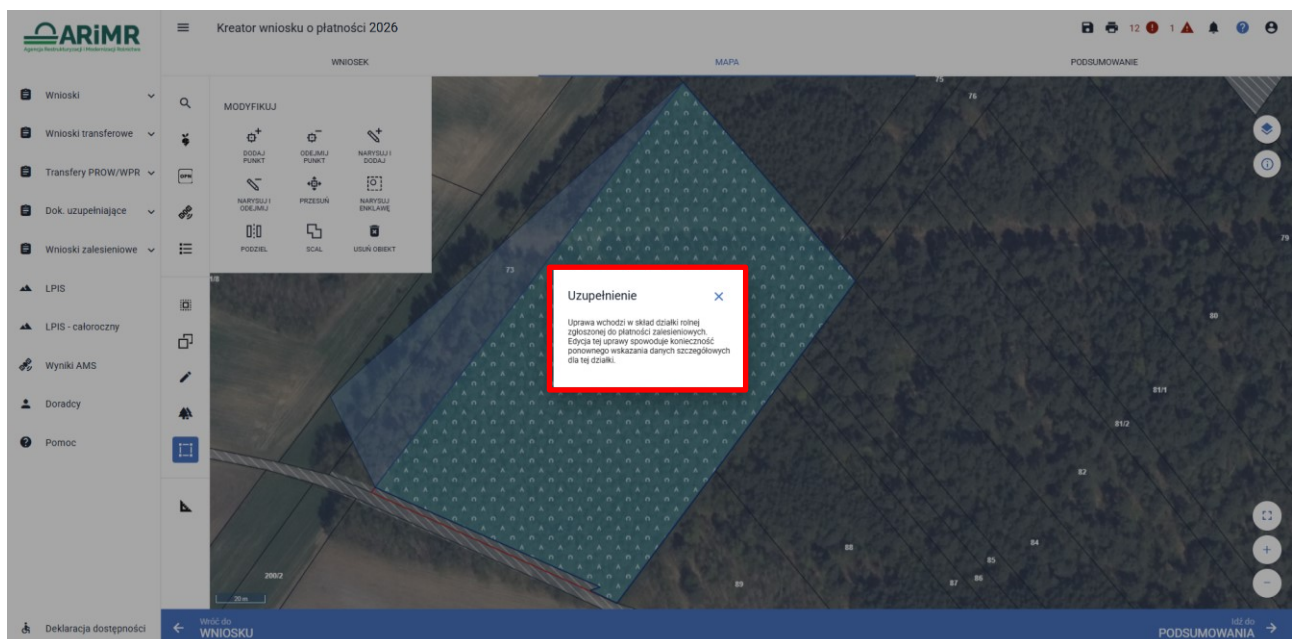 ARiMR
Agencja Restrukturyzacji i Modernizacji Rolnictwa
Kreator wniosku o płatności 2026
12
1
WNIOSEK
MAPA
PODSUMOWANIE
Wnioski
Wnioski transferowe
Transfery PROW/WPR
Dok. uzupełniające
Wnioski zalesieniowe
LPIS
LPIS - całoroczny
Wyniki AMS
Doradcy
Pomoc
Deklaracja dostępności
DPR
MODYFIKUJ
DODAJ
PUNKT
ODEJMIJ
PUNKT
NARYSUJ I
DODAJ
NARYSUJ I
ODEJMIJ
PRZESUŃ
NARYSUJ
ENKLAWĘ
PODZIEL
SCAL
USUŃ OBIEKT
75
76
79
1/8
73
80
81/1
81/2
82
84
85
86
87
88
89
200/2
20 m
Uzupełnienie
Uprawa wchodzi w skład działki rolnej
zgłoszonej do płatności zalesieniowych.
Edycja tej uprawy spowoduje konieczność
ponownego wskazania danych szczegółowych
dla tej działki.
Wróć do
WNIOSKU
Idź do
PODSUMOWANIA